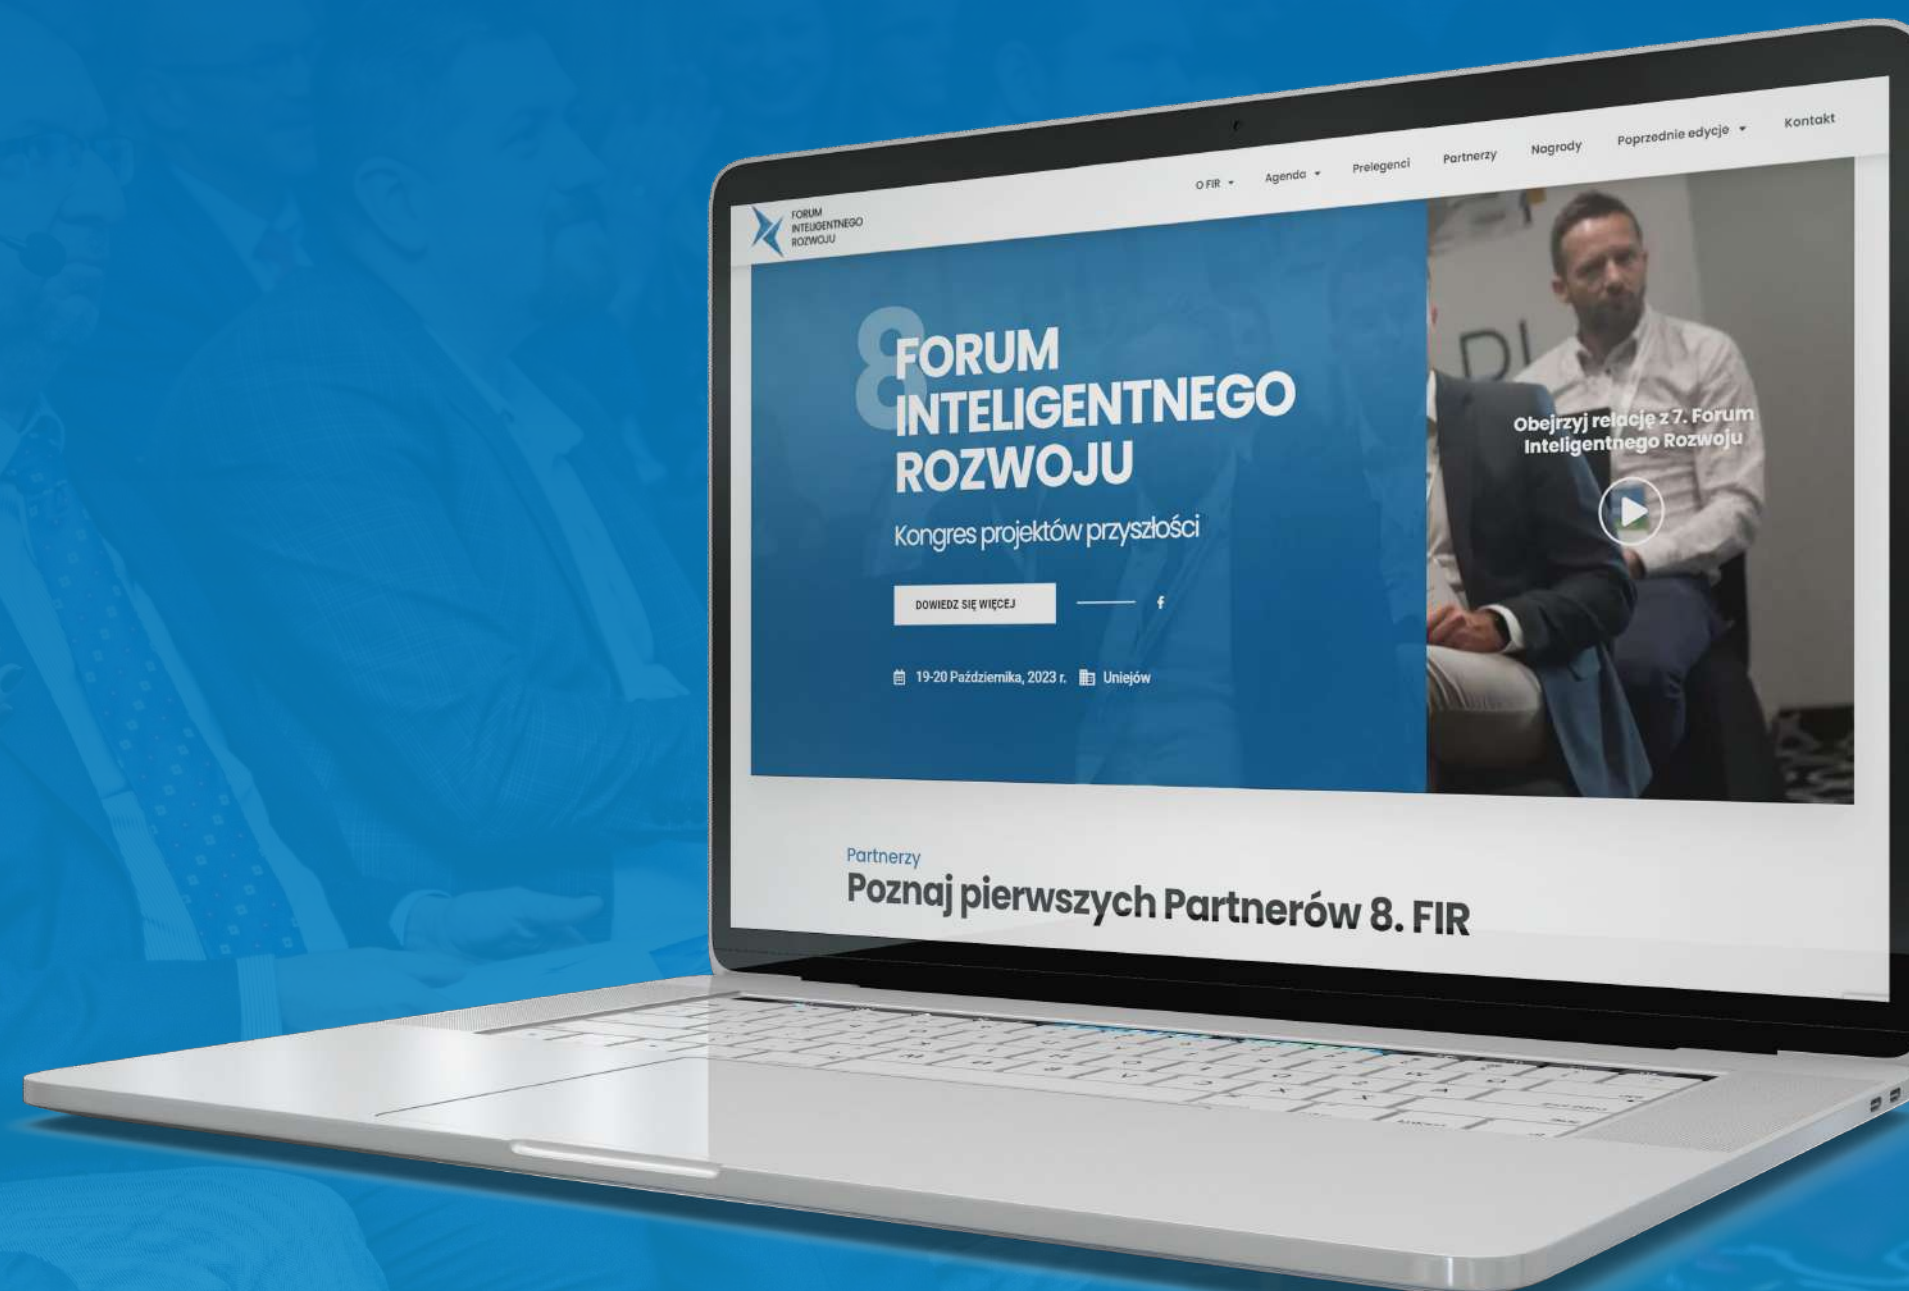 FORUM
INTELIGENTNEGO
ROZWOJU
O FIR
Agenda
Prelegenci
Partnerzy
Nagrody
Poprzednie edycje
Kontakt
8
FORUM
INTELIGENTNEGO
ROZWOJU
Kongres projektów przyszłości
DOWIEDZ SIĘ WIĘCEJ
f
19-20 Października, 2023 r. Uniejów
Obejrzyj relację z 7. Forum
Inteligentnego Rozwoju
Partnerzy
Poznaj pierwszych Partnerów 8. FIR